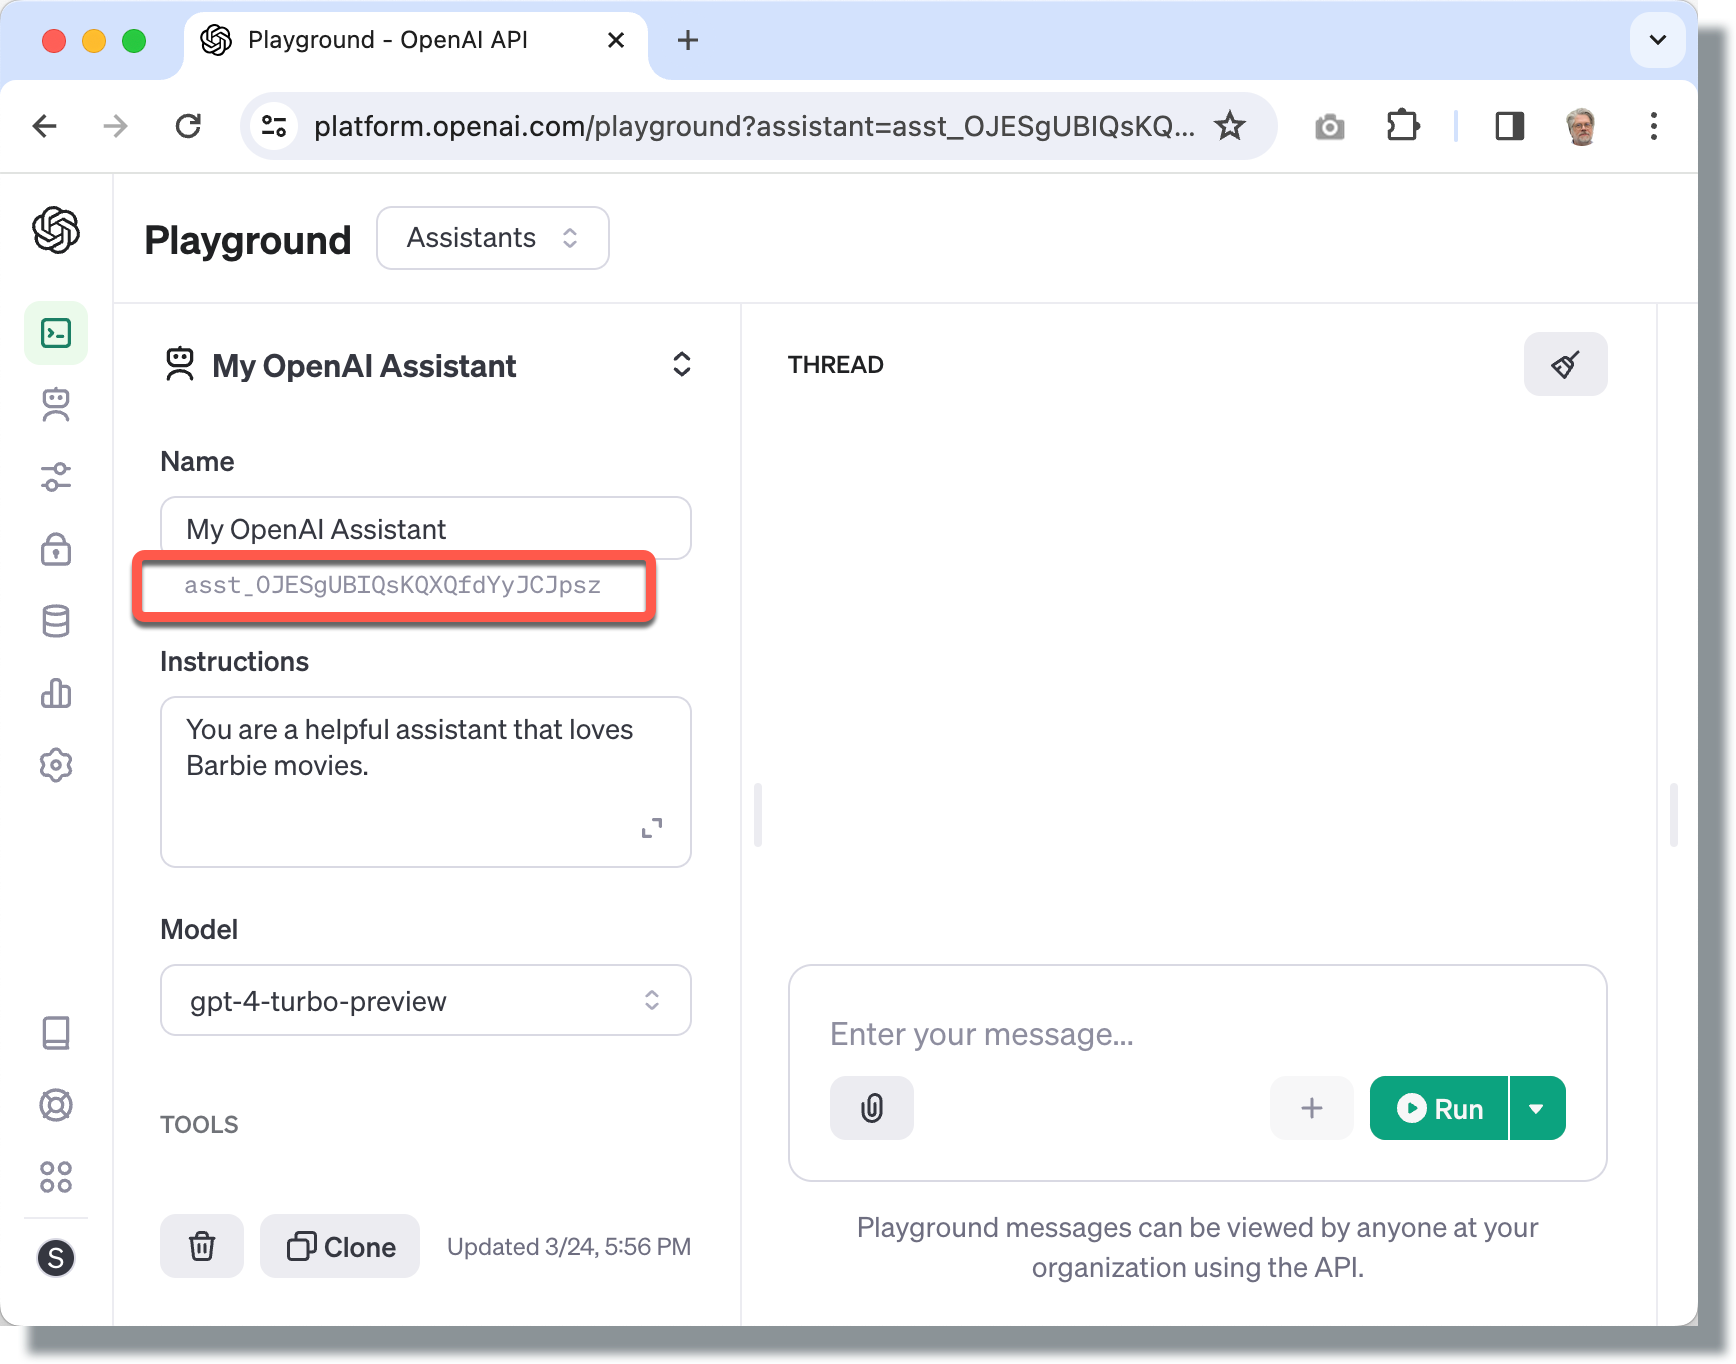 Playground - OpenAI API
platform.openai.com/playground?assistant=asst_OJESgUBIQsKQ...
Playground
Assistants
My OpenAI Assistant
THREAD
Name
My OpenAI Assistant
asst_OJESgUBIQsKQXQfdYyJCJpsz
Instructions
You are a helpful assistant that loves
Barbie movies.
Model
gpt-4-turbo-preview
Enter your message...
Run
TOOLS
Clone
Updated 3/24, 5:56 PM
Playground messages can be viewed by anyone at your
organization using the API.
S